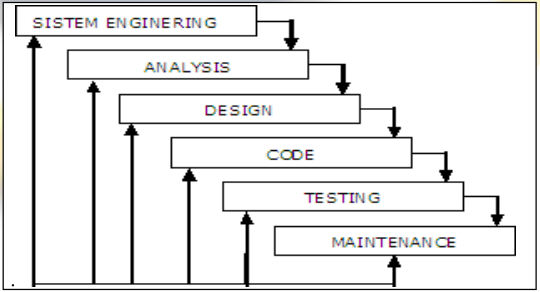 SISTEM ENGINERING
ANALYSIS
DESIGN
CODE
TESTING
MAINTENANCE